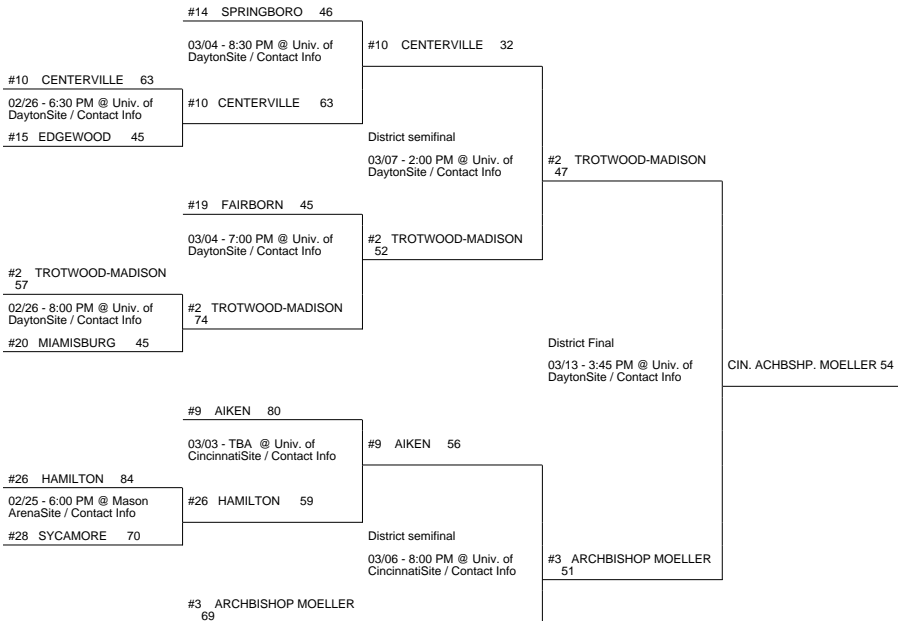 #14 SPRINGBORO 46
03/04 - 8:30 PM @ Univ. of
DaytonSite / Contact Info
#10 CENTERVILLE 32
#10 CENTERVILLE 63
02/26 - 6:30 PM @ Univ. of
DaytonSite / Contact Info
#10 CENTERVILLE 63
#15 EDGEWOOD 45
District semifinal
03/07 - 2:00 PM @ Univ. of
DaytonSite / Contact Info
#2 TROTWOOD-MADISON
47
#19 FAIRBORN 45
03/04 - 7:00 PM @ Univ. of
DaytonSite / Contact Info
#2 TROTWOOD-MADISON
52
#2 TROTWOOD-MADISON
57
02/26 - 8:00 PM @ Univ. of
DaytonSite / Contact Info
#2 TROTWOOD-MADISON
74
#20 MIAMISBURG 45
District Final
03/13 - 3:45 PM @ Univ. of
DaytonSite / Contact Info
CIN. ACHBSHP. MOELLER 54
#9 AIKEN 80
03/03 - TBA @ Univ. of
CincinnatiSite / Contact Info
#9 AIKEN 56
#26 HAMILTON 84
02/25 - 6:00 PM @ Mason
ArenaSite / Contact Info
#26 HAMILTON 59
#28 SYCAMORE 70
District semifinal
03/06 - 8:00 PM @ Univ. of
CincinnatiSite / Contact Info
#3 ARCHBISHOP MOELLER
51
#3 ARCHBISHOP MOELLER
69